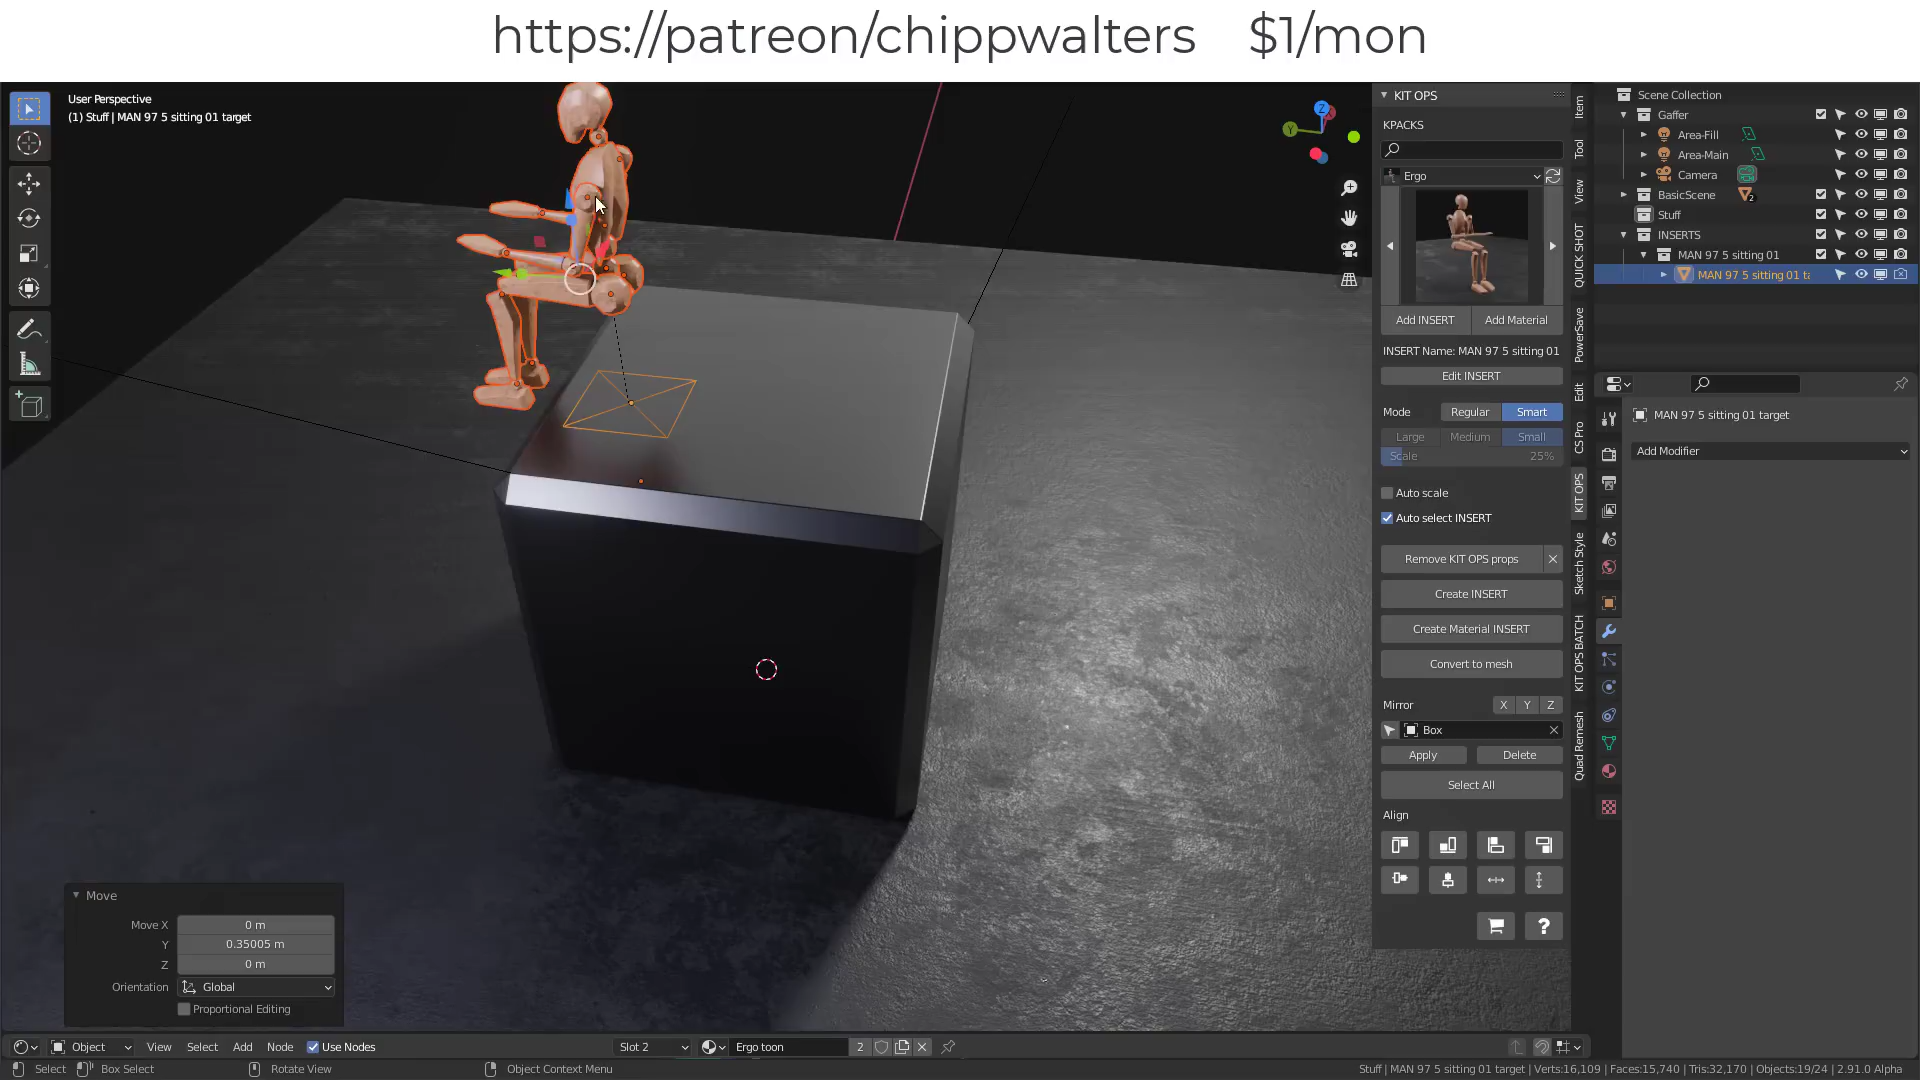 https://patreon/chippwalters $1/mon
User Perspective
(1) Stuff | MAN 97 5 sitting 01 target
Z
Y
KIT OPS
KPACKS
Ergo
Add INSERT
Add Material
INSERT Name: MAN 97 5 sitting 01
Edit INSERT
Mode
Regular
Smart
Large
Medium
Small
Scale
25%
Auto scale
Auto select INSERT
Remove KIT OPS props
Create INSERT
Create Material INSERT
Convert to mesh
Mirror
X
Y
Z
Box
Apply
Delete
Select All
Align
?
Item
Tool
View
QUICK SHOT
PowerSave
Edit
CS Pro
KIT OPS
Sketch Style
KIT OPS BATCH
Quad Remesh
Scene Collection
Gaffer
Area-Fill
Area-Main
Camera
BasicScene
2
Stuff
INSERTS
MAN 97 5 sitting 01
MAN 97 5 sitting 01 ta
MAN 97 5 sitting 01 target
Add Modifier
Move
Move X
0 m
Y
0.35005 m
Z
0 m
Orientation
Global
Proportional Editing
Object
View
Select
Add
Node
Use Nodes
Slot 2
Ergo toon
2
Select
Box Select
Rotate View
Object Context Menu
Stuff | MAN 97 5 sitting 01 target | Verts:16,109 | Faces:15,740 | Tris:32,170 | Objects:19/24 | 2.91.0 Alpha